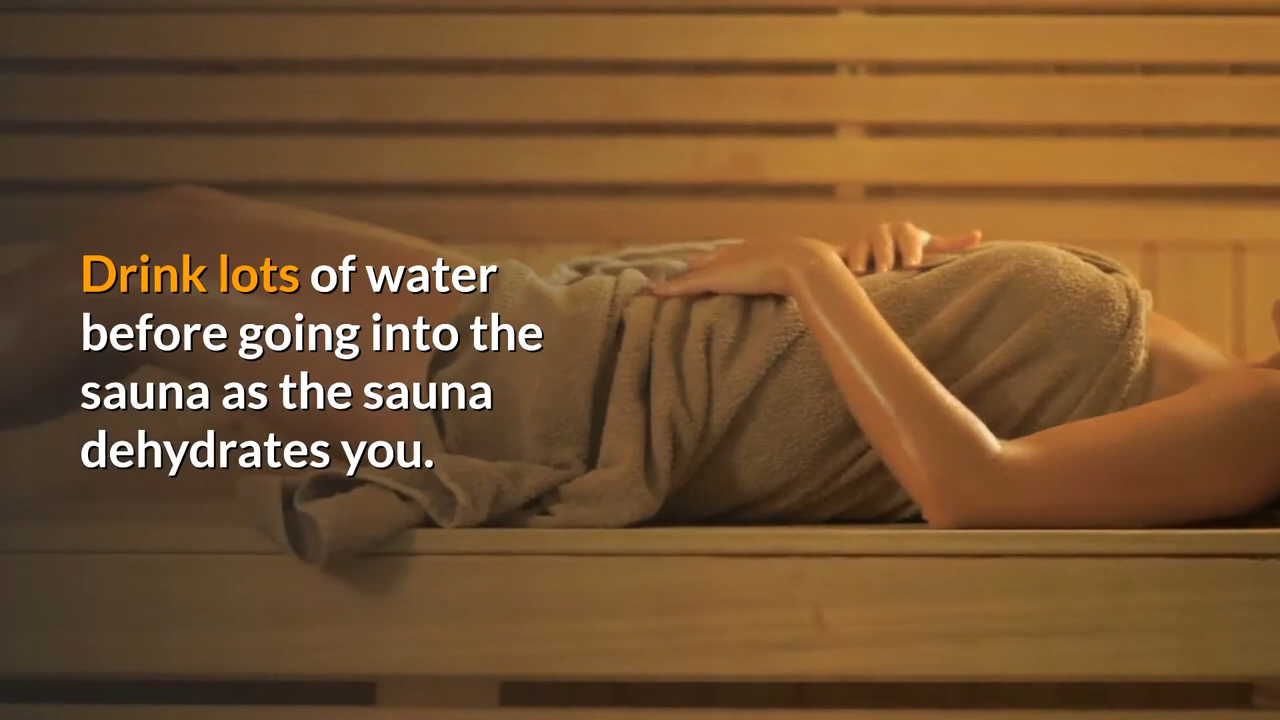 Drink lots of water
before going into the
sauna as the sauna
dehydrates you.